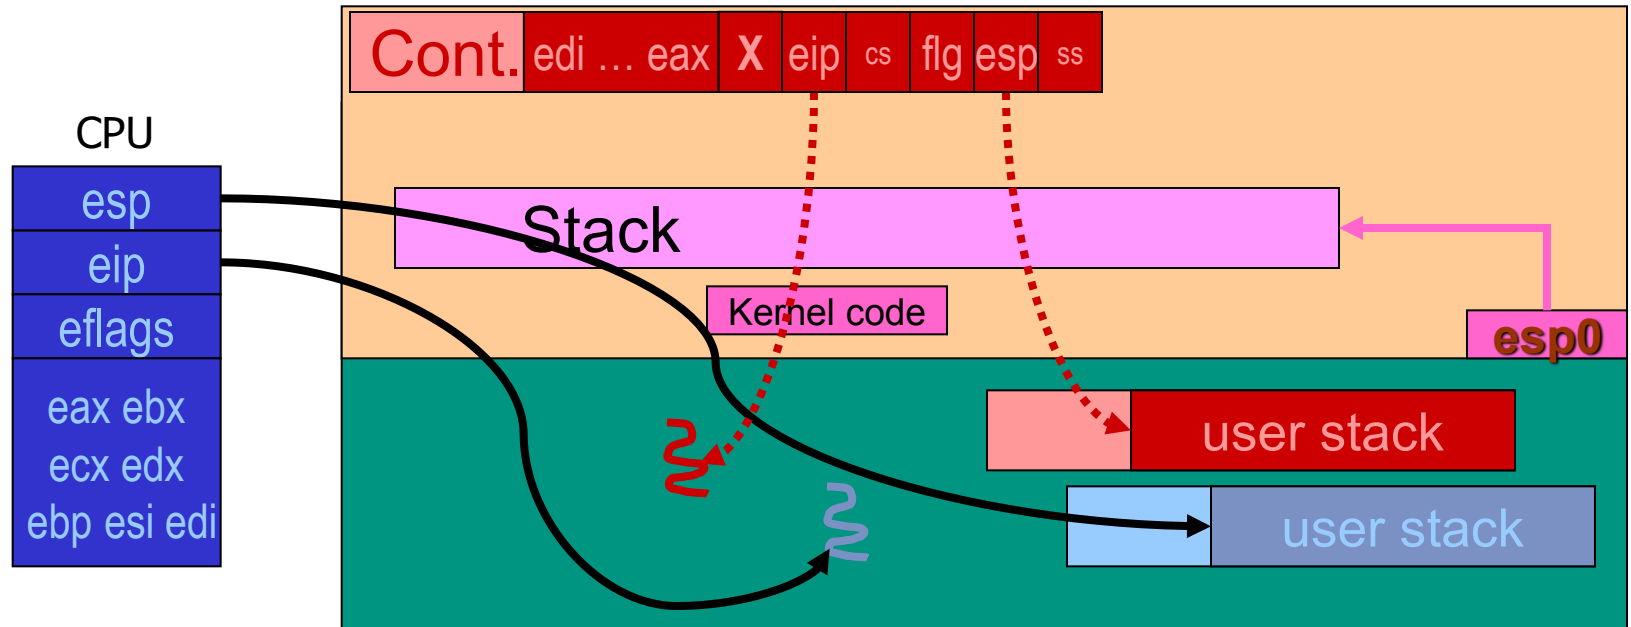 Cont. edi ... eax X eip cs flg esp ss
CPU
esp
Stack
eip
Kernel code
eflags
esp0
eax ebx
ecx edx
ebp esi edi
user stack
user stack